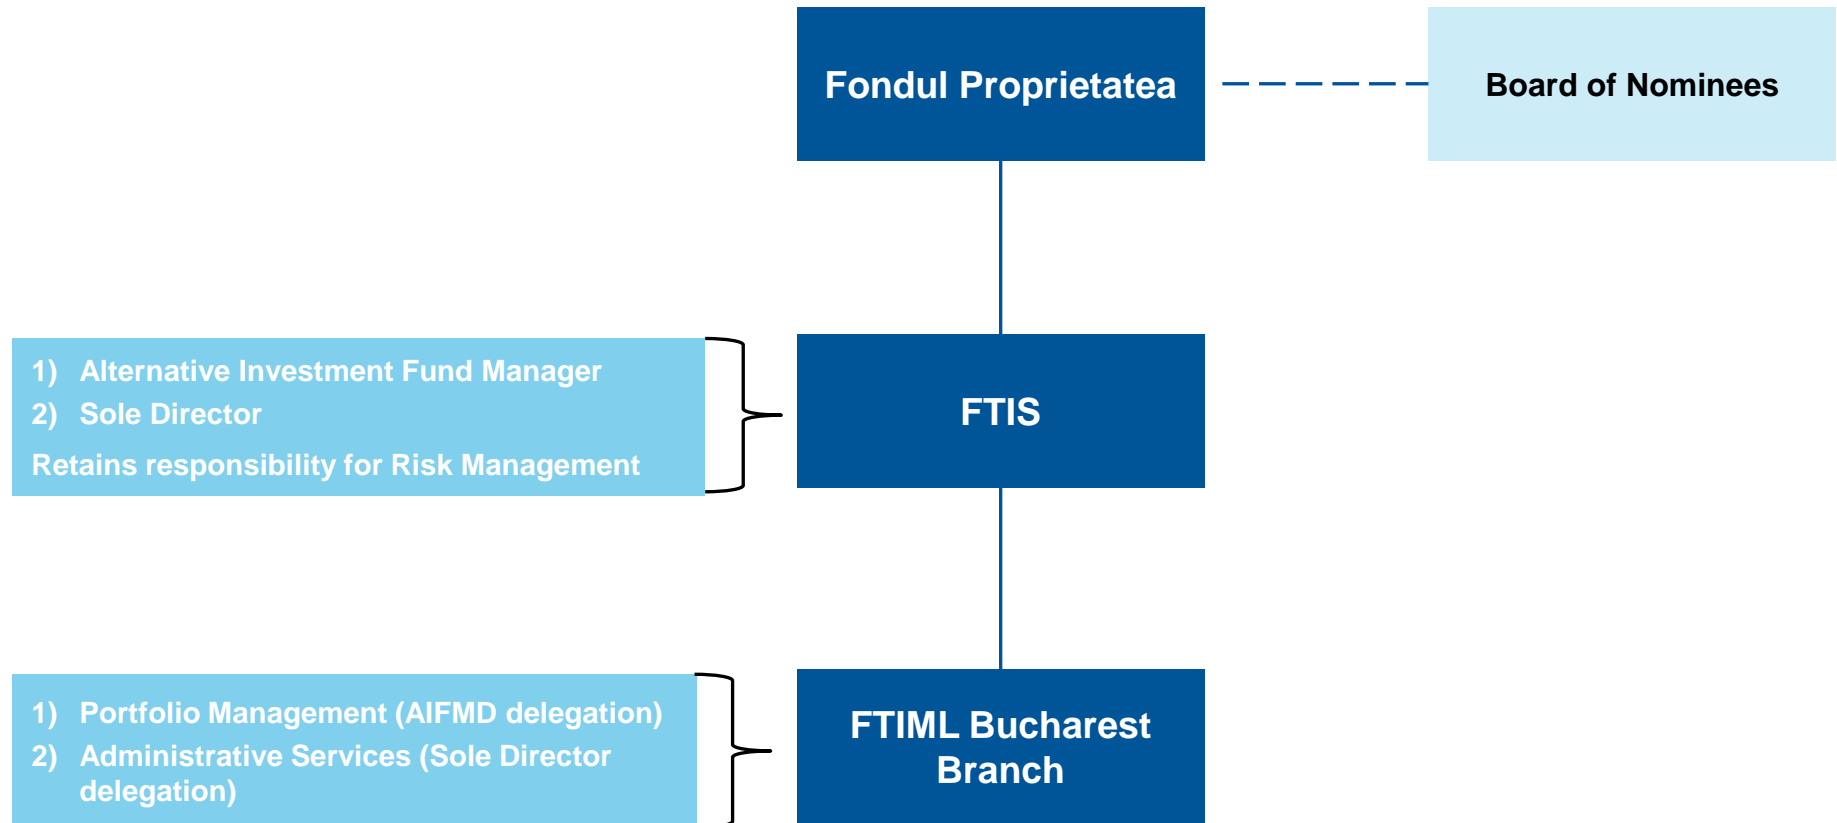 Fondul Proprietatea
Board of Nominees
1) Alternative Investment Fund Manager
2) Sole Director
Retains responsibility for Risk Management
FTIS
1) Portfolio Management (AIFMD delegation)
2) Administrative Services (Sole Director
delegation)
FTIML Bucharest
Branch